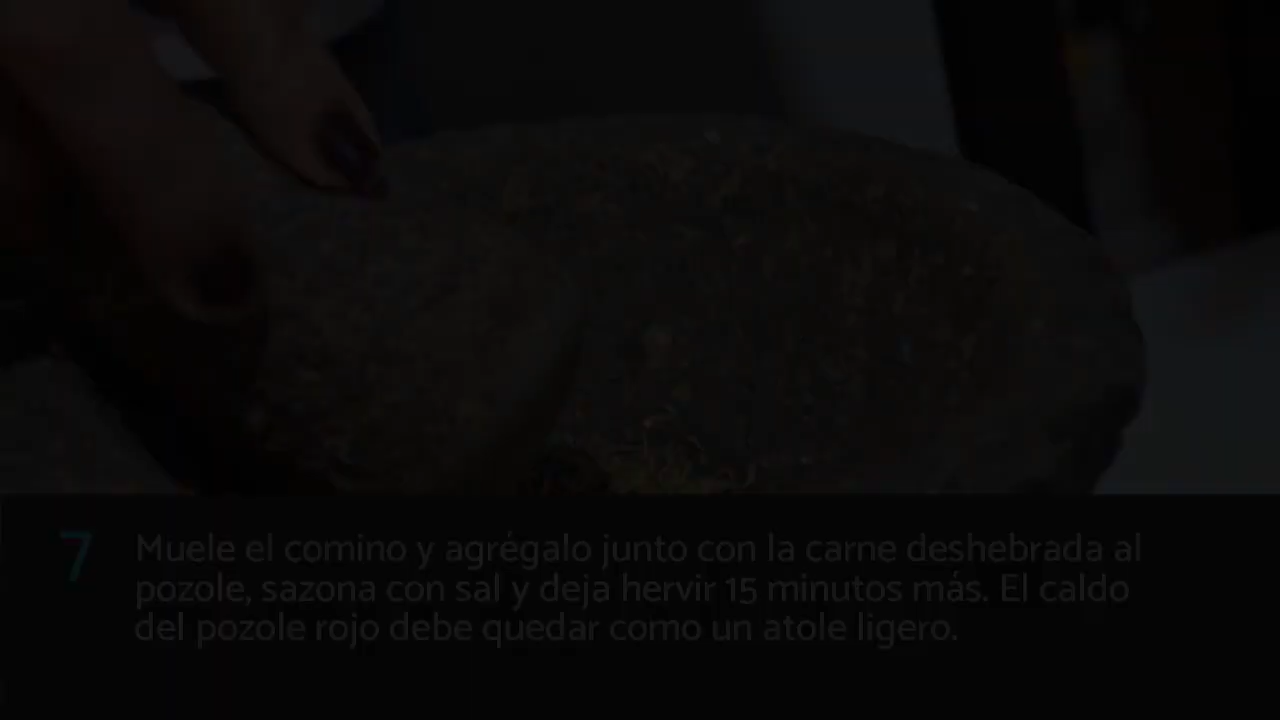 7 Muele el comino y agrégalo junto con la carne deshebrada al
pozole, sazona con sal y deja hervir 15 minutos más. El caldo
del pozole rojo debe quedar como un atole ligero.